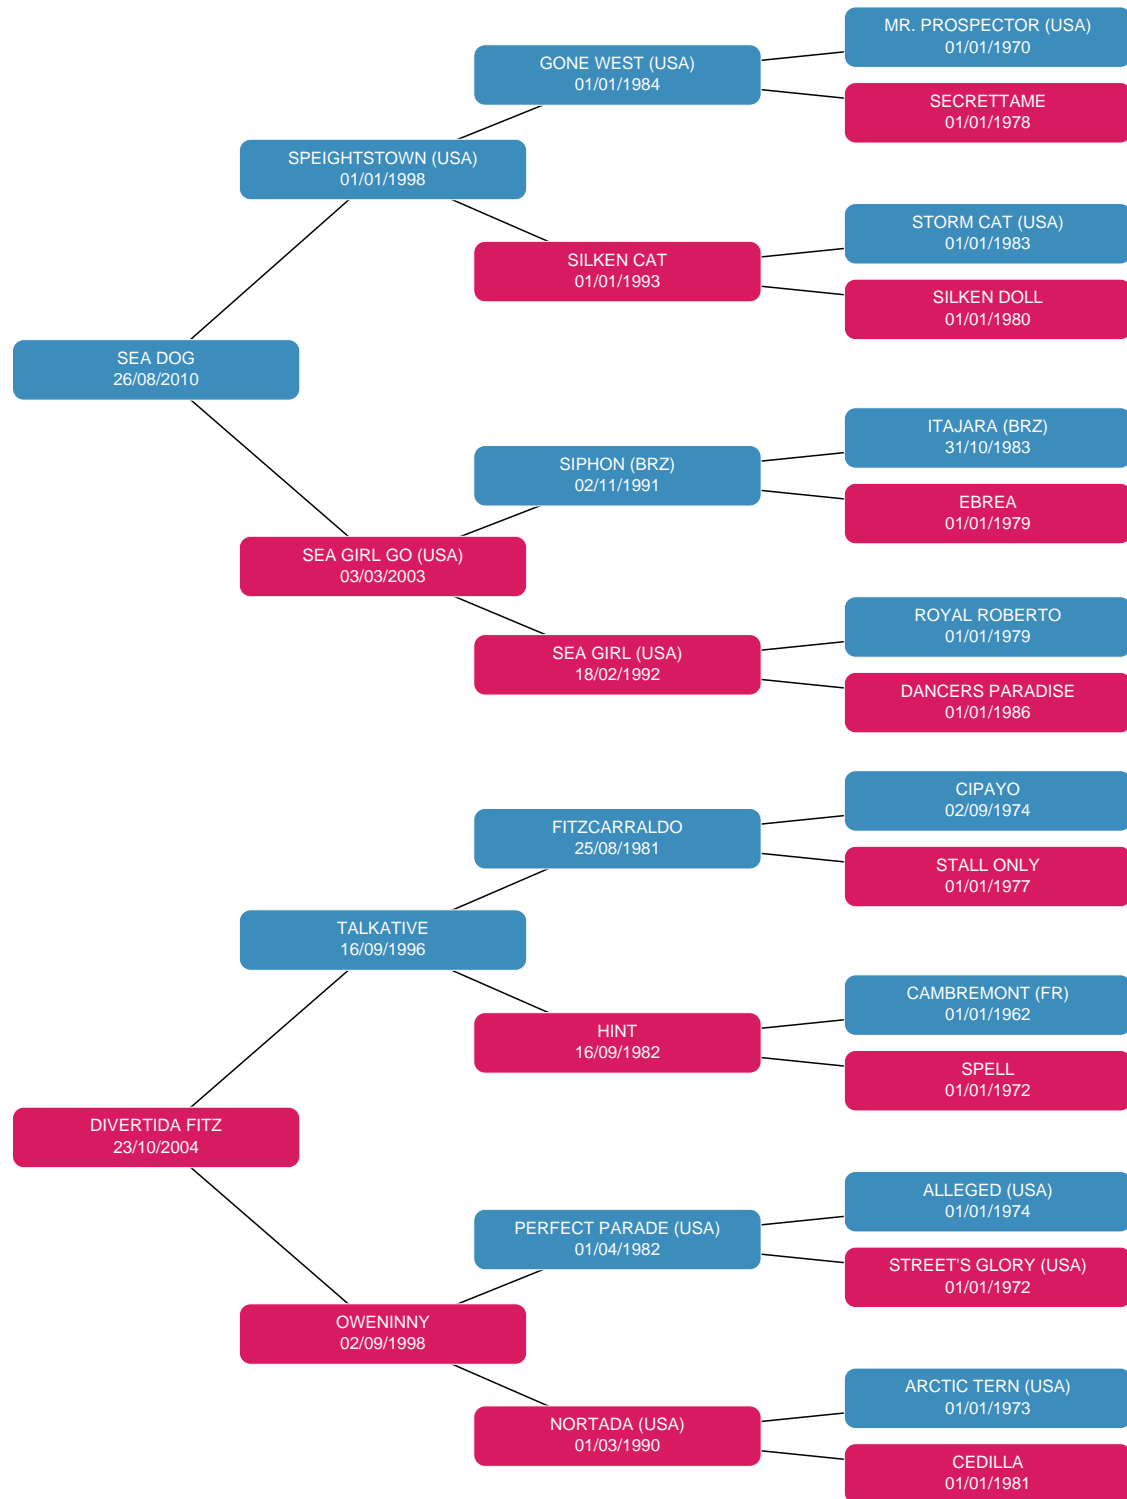 MR. PROSPECTOR (USA)
01/01/1970
GONE WEST (USA)
01/01/1984
SECRETTAME
01/01/1978
SPEIGHTSTOWN (USA)
01/01/1998
STORM CAT (USA)
01/01/1983
SILKEN CAT
01/01/1993
SILKEN DOLL
01/01/1980
SEA DOG
26/08/2010
ITAJARA (BRZ)
31/10/1983
SIPHON (BRZ)
02/11/1991
EBREA
01/01/1979
SEA GIRL GO (USA)
03/03/2003
ROYAL ROBERTO
01/01/1979
SEA GIRL (USA)
18/02/1992
DANCERS PARADISE
01/01/1986
CIPAYO
02/09/1974
FITZCARRALDO
25/08/1981
STALL ONLY
01/01/1977
TALKATIVE
16/09/1996
CAMBREMONT (FR)
01/01/1962
HINT
16/09/1982
SPELL
01/01/1972
DIVERTIDA FITZ
23/10/2004
ALLEGED (USA)
01/01/1974
PERFECT PARADE (USA)
01/04/1982
STREET'S GLORY (USA)
01/01/1972
OWENINNY
02/09/1998
ARCTIC TERN (USA)
01/01/1973
NORTADA (USA)
01/03/1990
CEDILLA
01/01/1981